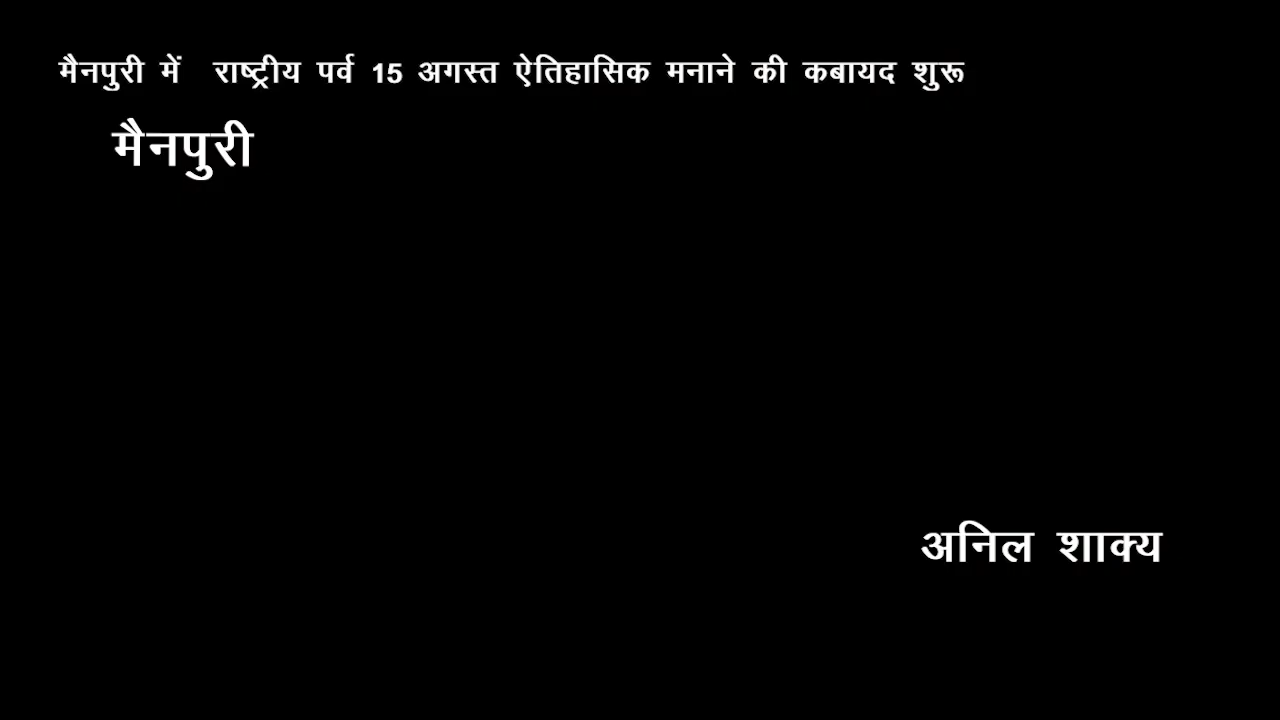 मैनपुरी में राष्ट्रीय पर्व 15 अगस्त ऐतिहासिक मनाने की कबायद शुरू
मैनपुरी
अनिल शाक्य